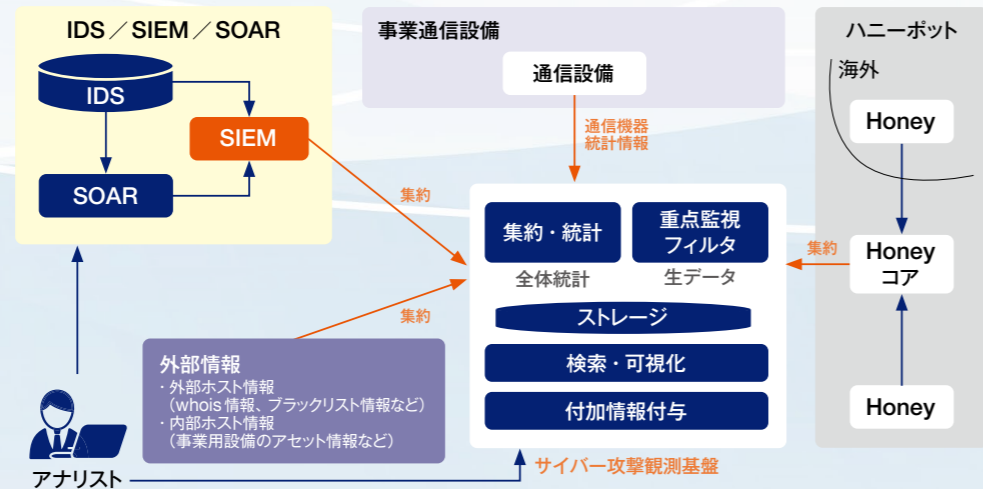 IDS／SIEM／SOAR
IDS
SIEM
SOAR
事業通信設備
通信設備
通信機器
統計情報
ハニーポット
海外
Honey
Honey
コア
Honey
集約
集約
集約
集約・統計
重点監視
フィルタ
全体統計
生データ
ストレージ
検索・可視化
付加情報付与
サイバー攻撃観測基盤
外部情報
・外部ホスト情報
（whois 情報、ブラックリスト情報など）
・内部ホスト情報
（事業用設備のアセット情報など）
アナリスト